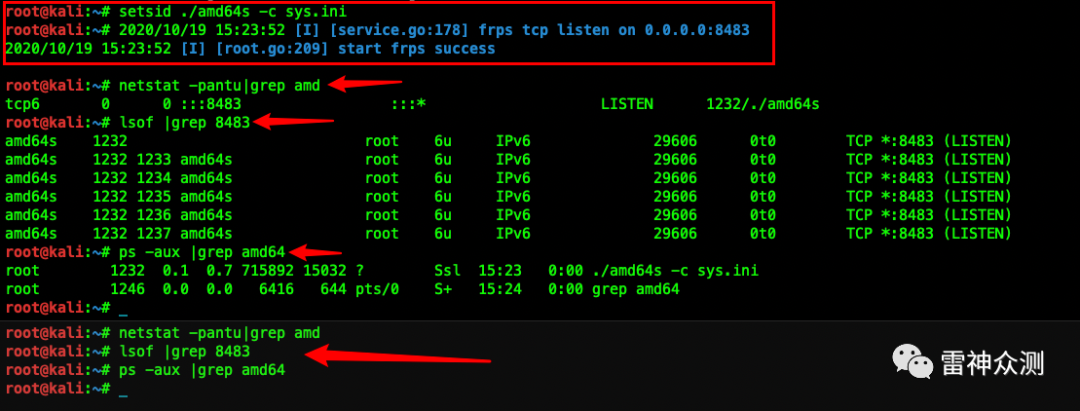 root@kali:~# setsid ./amd64s -c sys.ini
root@kali:~# 2020/10/19 15:23:52 [I] [service.go:178] frps tcp listen on 0.0.0.0:8483
2020/10/19 15:23:52 [I] [root.go:209] start frps success
root@kali:~# netstat -pantu|grep amd
tcp6 0 0 :::8483 :::* LISTEN 1232/./amd64s
root@kali:~# lsof |grep 8483
amd64s 1232 root 6u IPv6 29606 0t0 TCP *:8483 (LISTEN)
amd64s 1232 1233 amd64s root 6u IPv6 29606 0t0 TCP *:8483 (LISTEN)
amd64s 1232 1234 amd64s root 6u IPv6 29606 0t0 TCP *:8483 (LISTEN)
amd64s 1232 1235 amd64s root 6u IPv6 29606 0t0 TCP *:8483 (LISTEN)
amd64s 1232 1236 amd64s root 6u IPv6 29606 0t0 TCP *:8483 (LISTEN)
amd64s 1232 1237 amd64s root 6u IPv6 29606 0t0 TCP *:8483 (LISTEN)
root@kali:~# ps -aux |grep amd64
root 1232 0.1 0.7 715892 15032 ? Ssl 15:23 0:00 ./amd64s -c sys.ini
root 1246 0.0 0.0 6416 644 pts/0 S+ 15:24 0:00 grep amd64
root@kali:~# _
root@kali:~# netstat -pantu|grep amd
root@kali:~# lsof |grep 8483
root@kali:~# ps -aux |grep amd64
root@kali:~# _
雷神众测